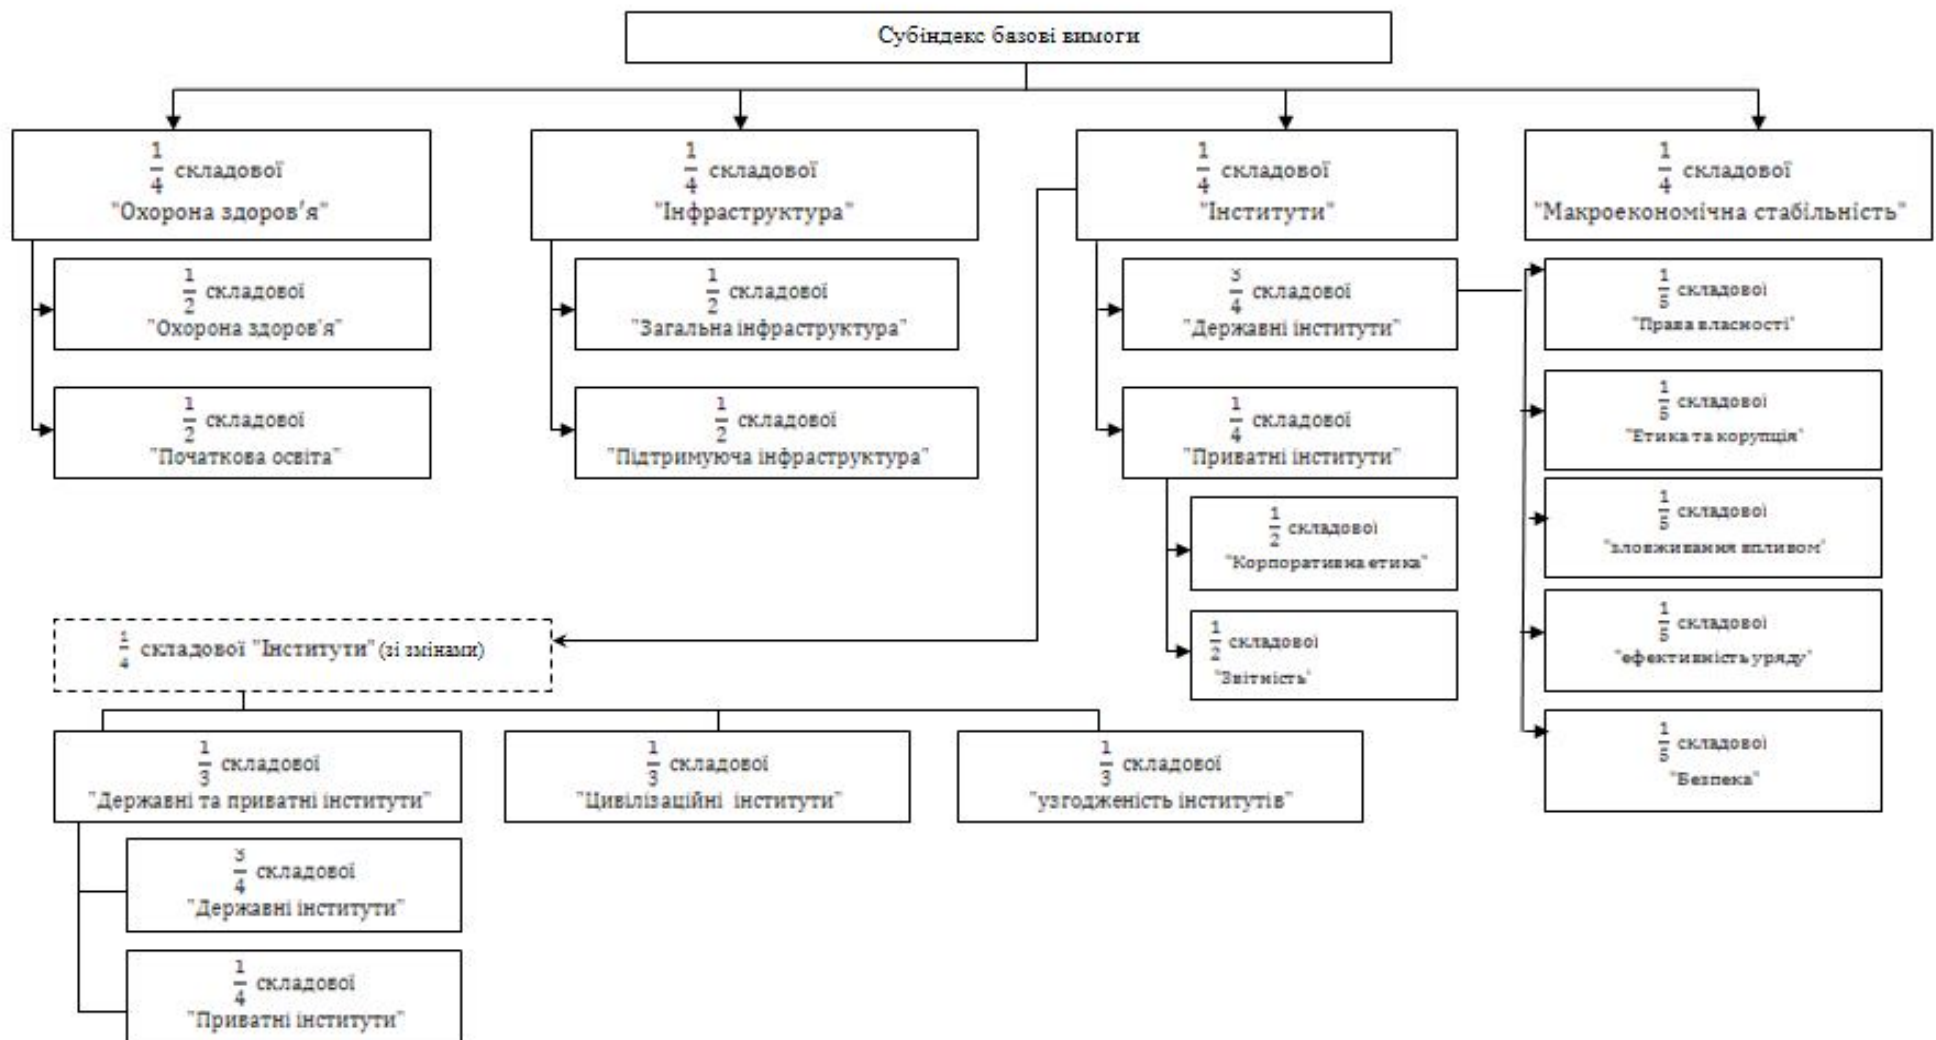 Субіндекс базові вимоги
1/4 складової
"Охорона здоров'я"
1/2 складової
"Охорона здоров'я"
1/2 складової
"Початкова освіта"
1/4 складової
"Інфраструктура"
1/2 складової
"Загальна інфраструктура"
1/2 складової
"Підтримуюча інфраструктура"
1/4 складової
"Інститути"
3/4 складової
"Державні інститути"
1/4 складової
"Приватні інститути"
1/2 складової
"Корпоративна етика"
1/2 складової
"Звітність"
1/4 складової
"Макроекономічна стабільність"
1/5 складової
"Права власності"
1/5 складової
"Етика та корупція"
1/5 складової
"зловживання впливом"
1/5 складової
"ефективність уряду"
1/5 складової
"Безпека"
складової "Інститути" (зі змінами)
1/3 складової
"Державні та приватні інститути"
3/4 складової
"Державні інститути"
1/4 складової
"Приватні інститути"
1/3 складової
"Цивілізаційні інститути"
1/3 складової
"узгодженість інститутів"